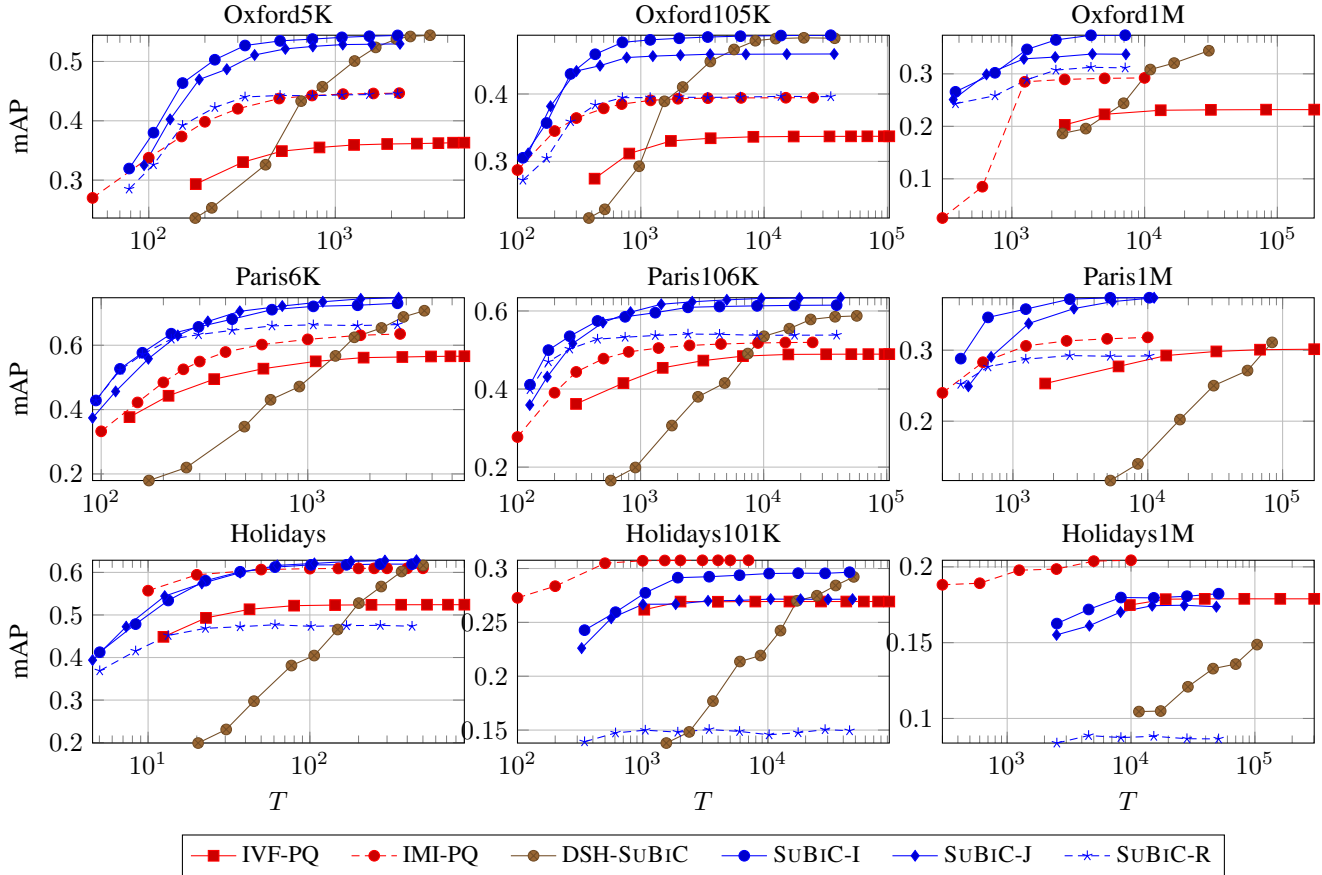 Oxford5K Oxford105K Oxford1M
mAP
0.5 0.4 0.3
10^2 10^3
0.4 0.3
10^2 10^3 10^4 10^5
0.3 0.2 0.1
10^3 10^4 10^5
Paris6K Paris106K Paris1M
mAP
0.6 0.4 0.2
10^2 10^3
0.6 0.4 0.2
10^2 10^3 10^4 10^5
0.3 0.2
10^3 10^4 10^5
Holidays Holidays101K Holidays1M
mAP
0.6 0.5 0.4 0.3 0.2
10^1 10^2
0.3 0.25 0.2 0.15
10^2 10^3 10^4
0.2 0.15 0.1
10^3 10^4 10^5
T T T
IVF-PQ IMI-PQ DSH-SUBIC SUBIC-I SUBIC-J SUBIC-R